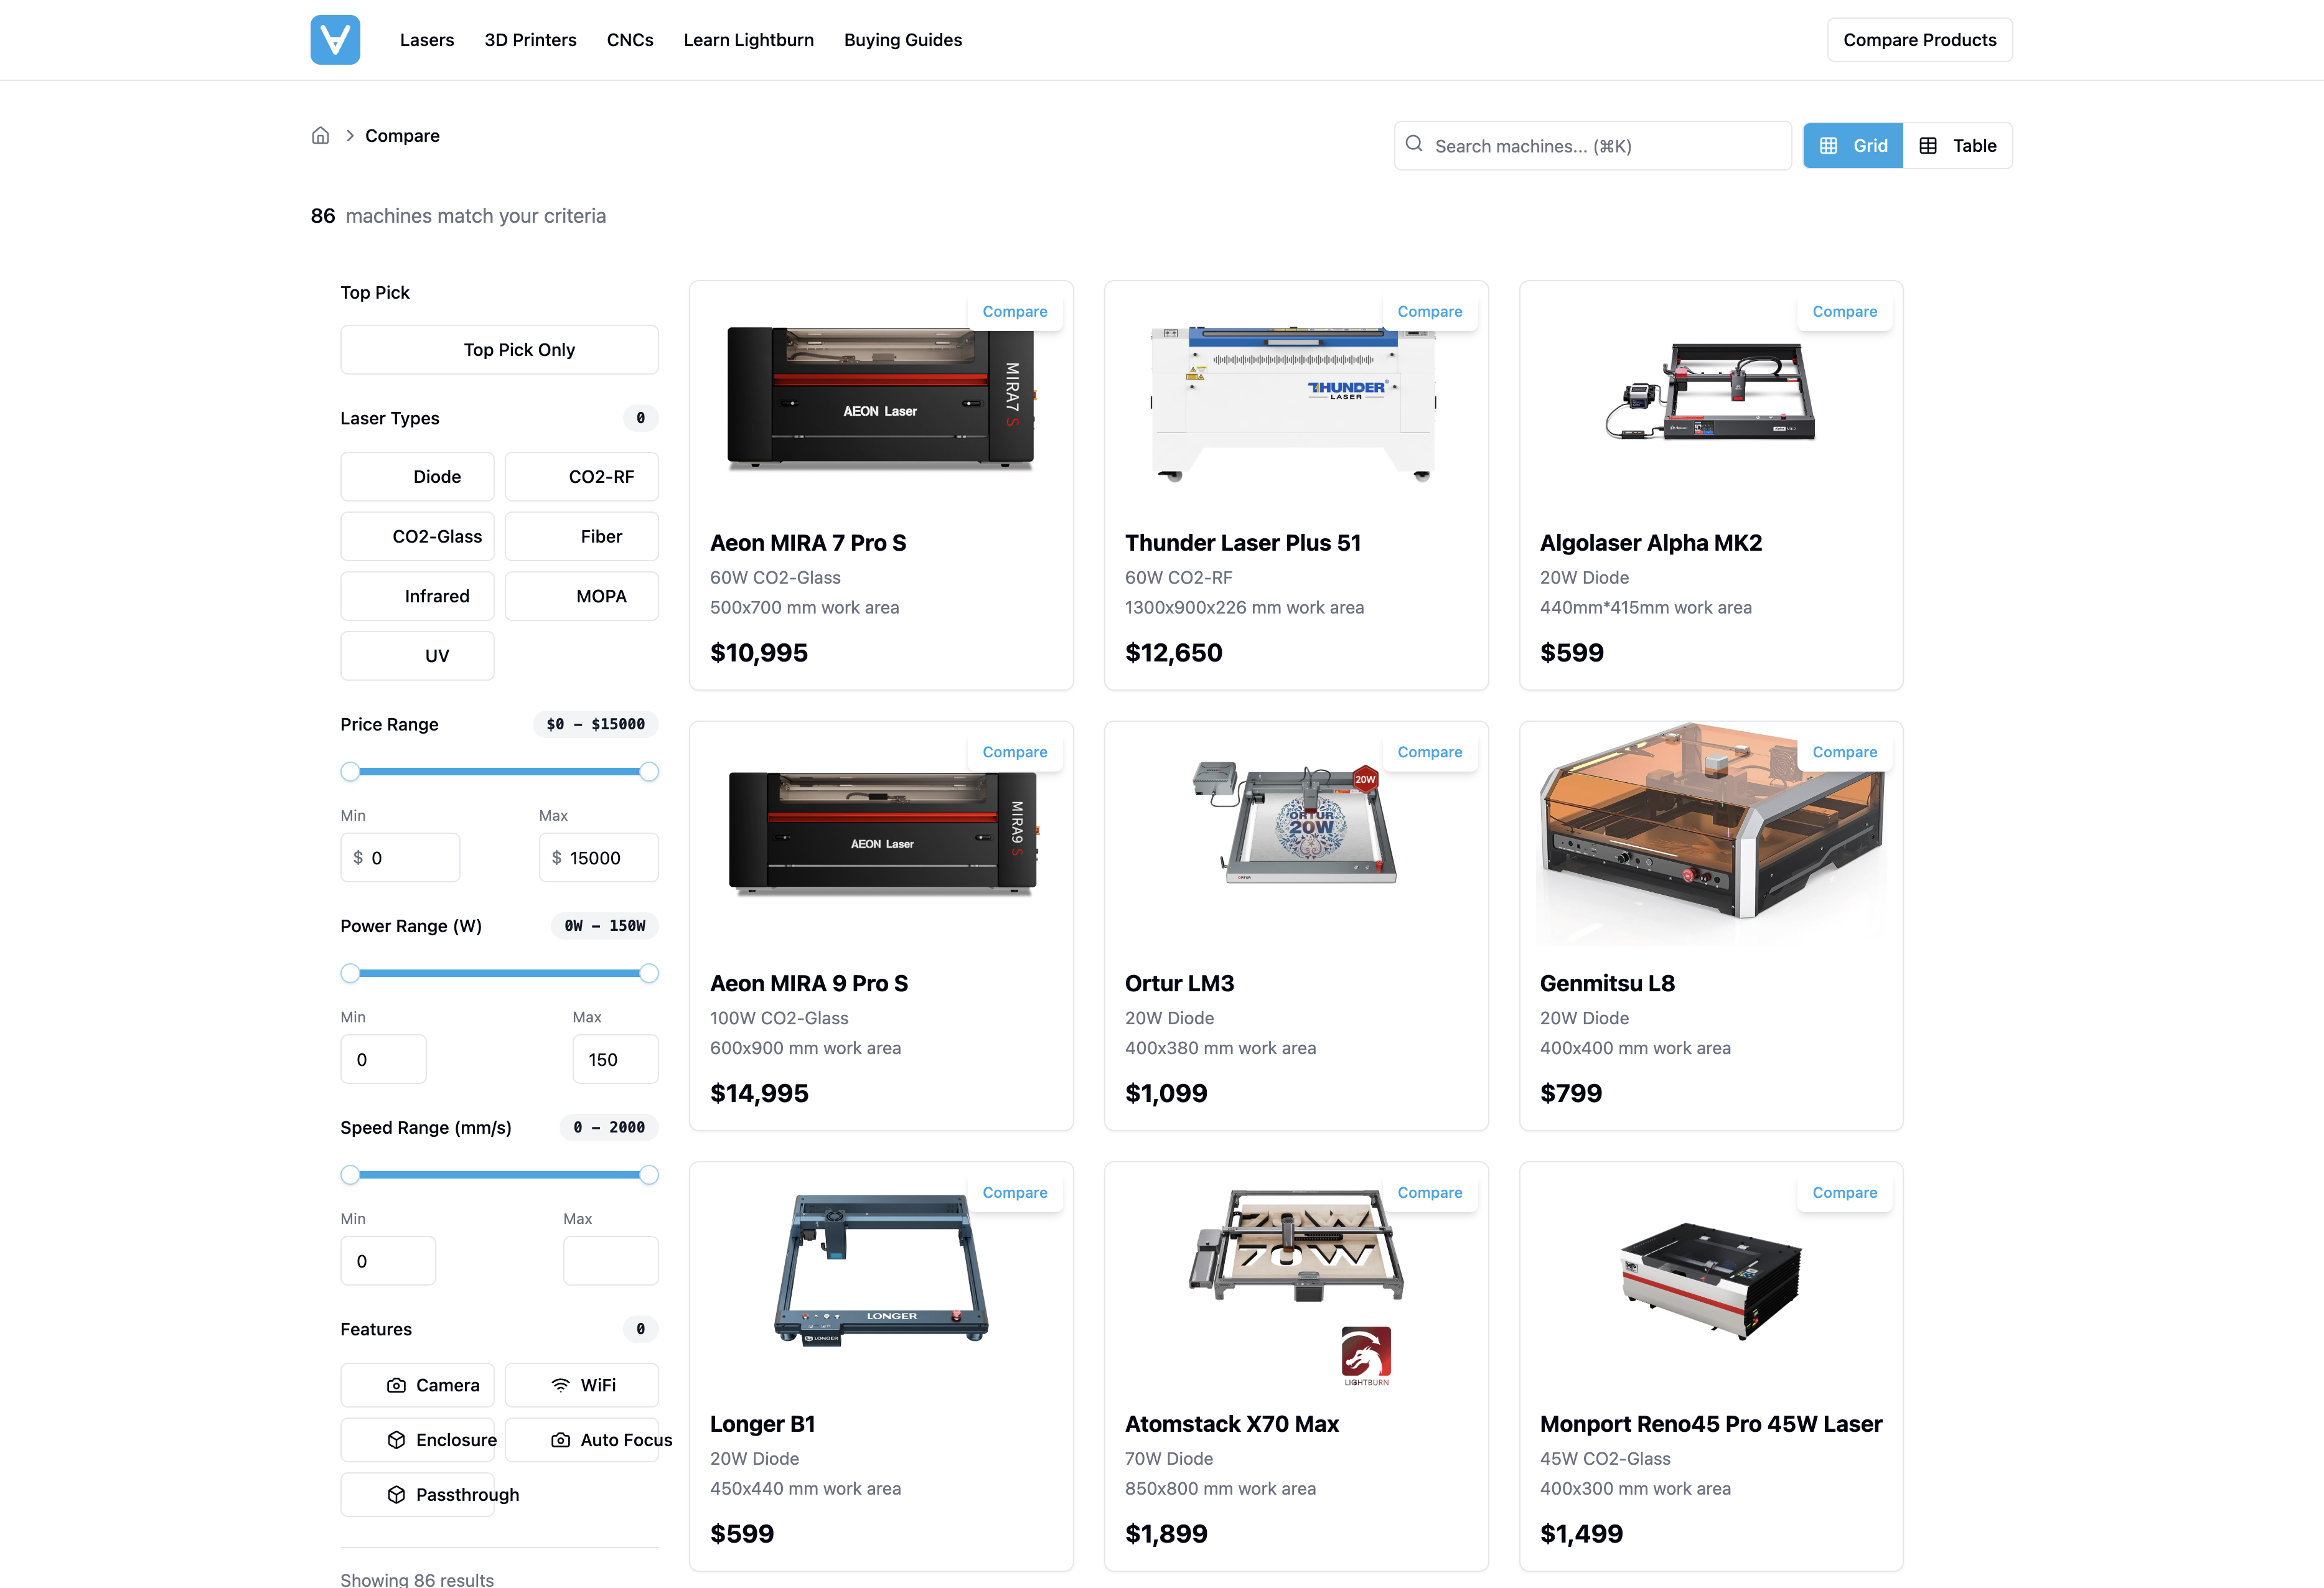 Lasers
3D Printers
CNCs
Learn Lightburn
Buying Guides
Compare Products
Compare
Search machines... (⌘K)
Grid
Table
86 machines match your criteria
Top Pick
Top Pick Only
Laser Types
0
Diode
CO2-RF
CO2-Glass
Fiber
Infrared
MOPA
UV
Price Range
$0 – $15000
Min
Max
$ 0
$ 15000
Power Range (W)
0W – 150W
Min
Max
0
150
Speed Range (mm/s)
0 – 2000
Min
Max
0
Features
0
Camera
WiFi
Enclosure
Auto Focus
Passthrough
Showing 86 results
Compare
AEON Laser
MIRA7 S
Aeon MIRA 7 Pro S
60W CO2-Glass
500x700 mm work area
$10,995
Compare
THUNDER
LASER
Thunder Laser Plus 51
60W CO2-RF
1300x900x226 mm work area
$12,650
Compare
Algolaser Alpha MK2
20W Diode
440mm*415mm work area
$599
Compare
AEON Laser
MIRA9 S
Aeon MIRA 9 Pro S
100W CO2-Glass
600x900 mm work area
$14,995
Compare
20W
ORTUR
20W
ORTUR
Ortur LM3
20W Diode
400x380 mm work area
$1,099
Compare
Genmitsu L8
20W Diode
400x400 mm work area
$799
Compare
LONGER
LONGER
Longer B1
20W Diode
450x440 mm work area
$599
Compare
70W
LIGHTBURN
Atomstack X70 Max
70W Diode
850x800 mm work area
$1,899
Compare
Monport Reno45 Pro 45W Laser
45W CO2-Glass
400x300 mm work area
$1,499